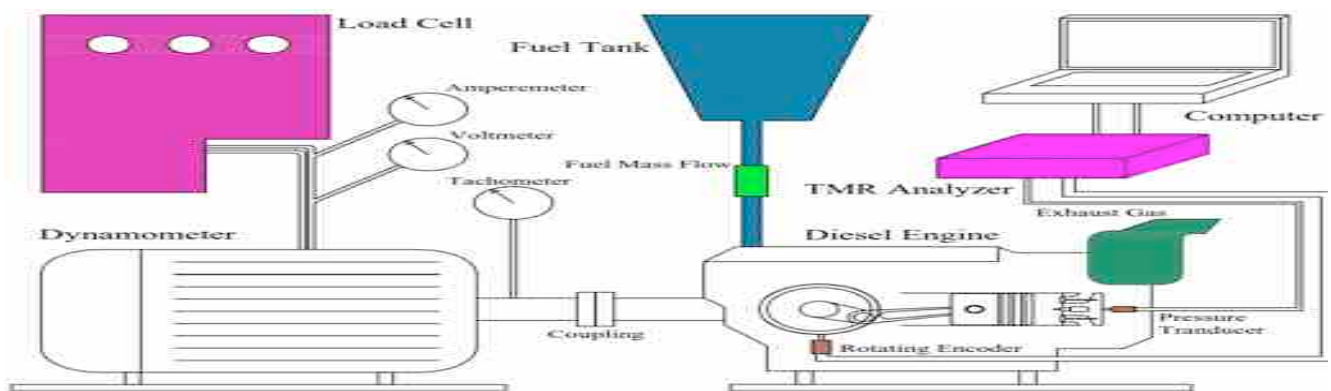 Load Cell
Fuel Tank
Amperemeter
Voltmeter
Computer
Fuel Mass Flow
Tachometer
TMR Analyzer
Exhaust Gas
Dynamometer
Diesel Engine
Coupling
Pressure
Tranducer
Rotating Encoder